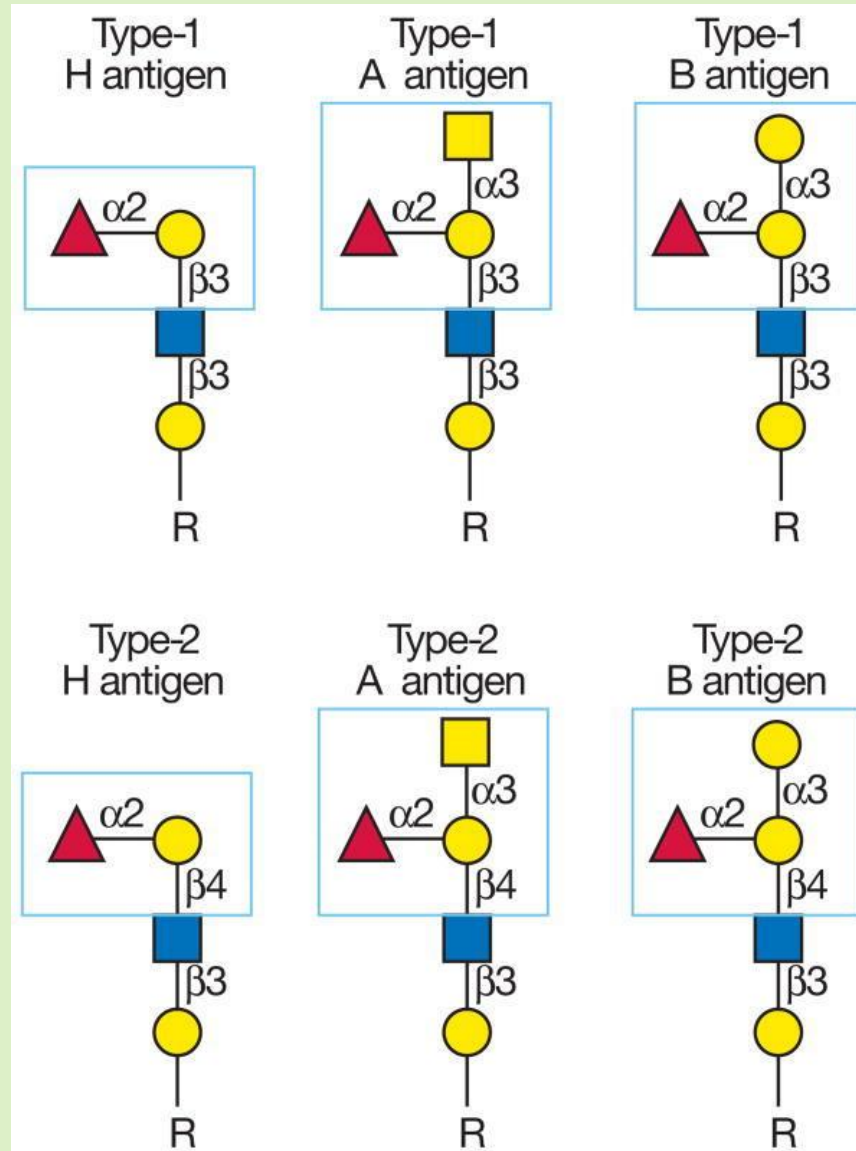 Type-1
H antigen
Type-1
A antigen
Type-1
B antigen
α3
α3
α2
α2
α2
β3
β3
β3
β3
β3
β3
R
R
R
Type-2
H antigen
Type-2
A antigen
Type-2
B antigen
α3
α3
α2
α2
α2
β4
β4
β4
β3
β3
β3
R
R
R